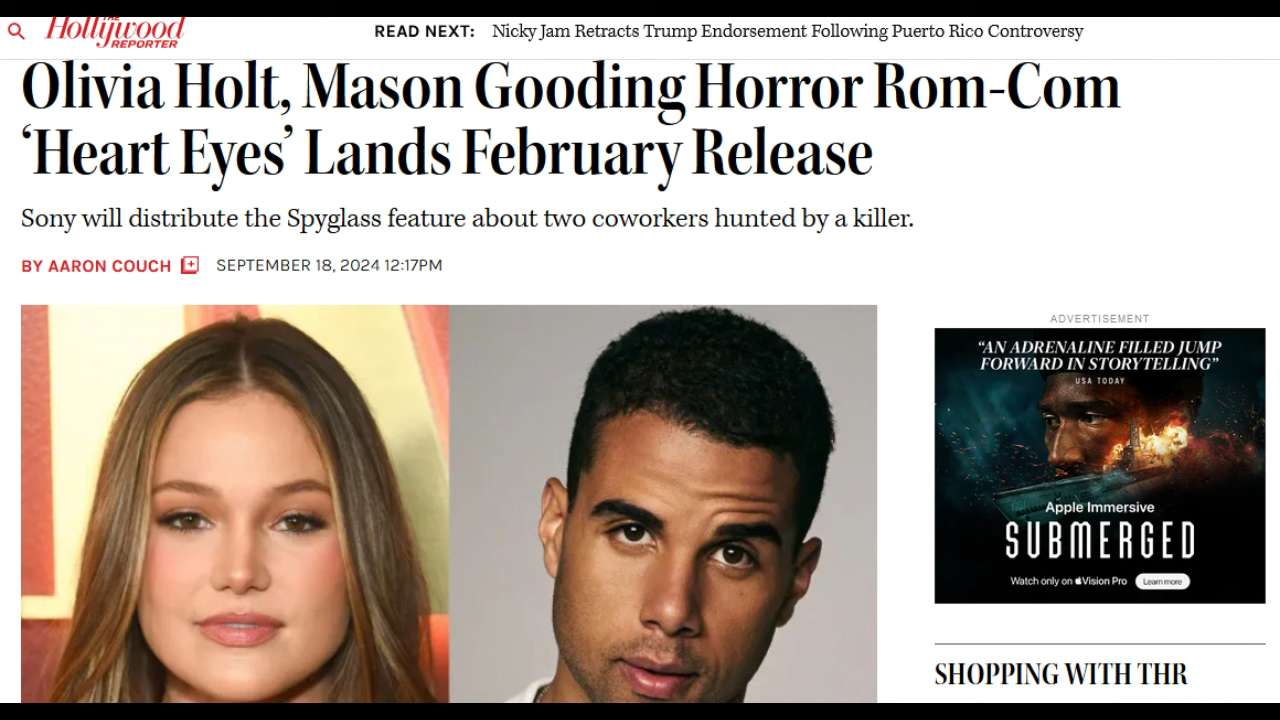 THE
Hollywood
REPORTER
READ NEXT: Nicky Jam Retracts Trump Endorsement Following Puerto Rico Controversy
Olivia Holt, Mason Gooding Horror Rom-Com
‘Heart Eyes’ Lands February Release
Sony will distribute the Spyglass feature about two coworkers hunted by a killer.
BY AARON COUCH SEPTEMBER 18, 2024 12:17PM
ADVERTISEMENT
“AN ADRENALINE FILLED JUMP
FORWARD IN STORYTELLING”
USA TODAY
Apple Immersive
SUBMERGED
Watch only on Vision Pro Learn more
SHOPPING WITH THR